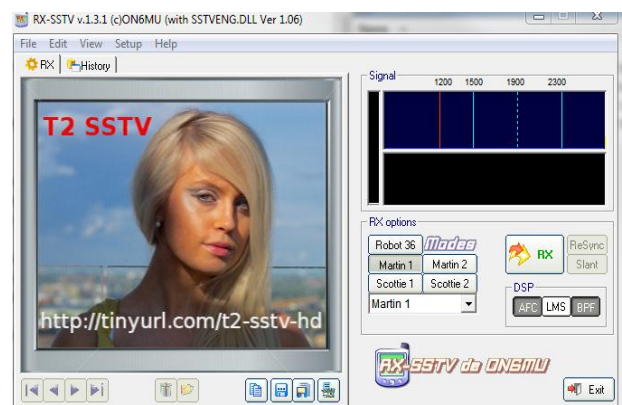 RX-SSTV v.1.3.1 (c)ON6MU (with SSTVENG.DLL Ver 1.06)
File Edit View Setup Help
RX History
T2 SSTV
http://tinyurl.com/t2-sstv-hd
Signal
1200 1500 1900 2300
RX options
Robot 36 Modes
Martin 1 Martin 2
Scottie 1 Scottie 2
Martin 1
RX
ReSync
Slant
DSP
AFC LMS BPF
RX-SSTV de ON6MU
Exit